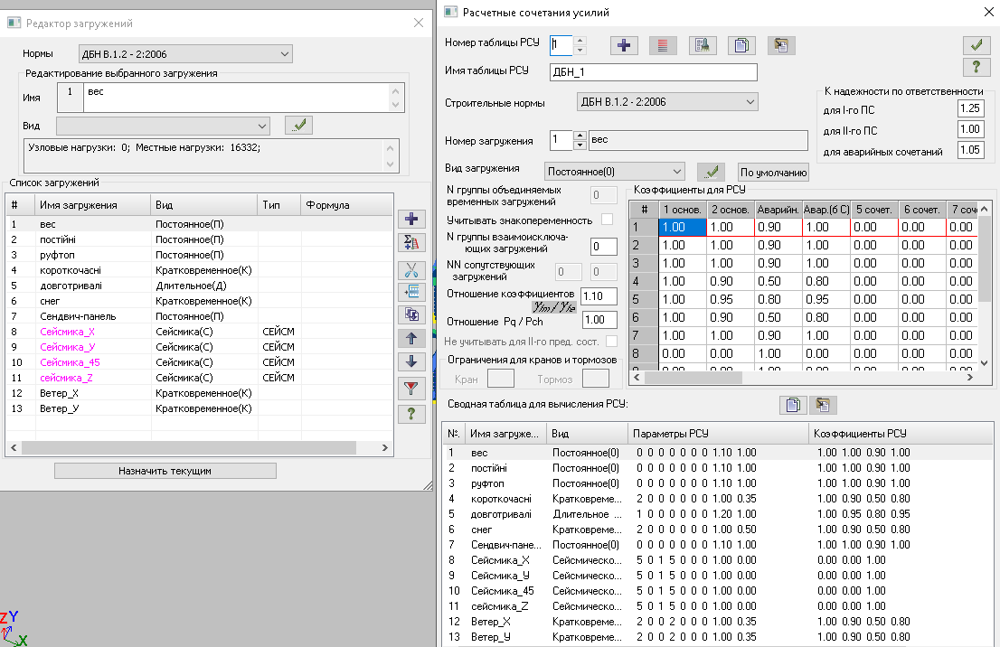 Редактор загружений
Нормы ДБН В.1.2 - 2:2006
Редактирование выбранного загружения
Имя 1 вес
Вид
Узловые нагрузки: 0; Местные нагрузки: 16332;
Список загружений
# Имя загружения Вид Тип Формула
1 вес Постоянное(П)
2 постійні Постоянное(П)
3 руфтоп Постоянное(П)
4 короткочасні Кратковременное(К)
5 довготривалі Длительное(Д)
6 снег Кратковременное(К)
7 Сендвич-панель Постоянное(П)
8 Сейсмика_X Сейсмика(С) СЕЙСМ
9 Сейсмика_У Сейсмика(С) СЕЙСМ
10 Сейсмика_45 Сейсмика(С) СЕЙСМ
11 сейсмика_Z Сейсмика(С) СЕЙСМ
12 Ветер_X Кратковременное(К)
13 Ветер_У Кратковременное(К)
Назначить текущим
Z Y
X
Расчетные сочетания усилий
Номер таблицы РСУ 1
Имя таблицы РСУ ДБН_1
Строительные нормы ДБН В.1.2 - 2:2006
К надежности по ответственности
для I-го ПС 1.25
для II-го ПС 1.00
для аварийных сочетаний 1.05
Номер загружения 1 вес
Вид загружения Постоянное(0) По умолчанию
N группы объединяемых
временных загружений 0
Учитывать знакопеременность
N группы взаимоисключа-
ющих загружений 0
NN сопутствующих
загружений 0 0
Отношение коэффициентов 1.10
γfm / γfe
Отношение Pq / Pch 1.00
Не учитывать для II-го пред. сост.
Ограничения для кранов и тормозов
Кран Тормоз
Коэффициенты для РСУ
# 1 основ. 2 основ. Аварийн. Авар.(б С) 5 сочет. 6 сочет. 7 соч
1 1.00 1.00 0.90 1.00 0.00 0.00 0.00
2 1.00 1.00 0.90 1.00 0.00 0.00 0.00
3 1.00 1.00 0.90 1.00 0.00 0.00 0.00
4 1.00 0.90 0.50 0.80 0.00 0.00 0.00
5 1.00 0.95 0.80 0.95 0.00 0.00 0.00
6 1.00 0.90 0.50 0.80 0.00 0.00 0.00
7 1.00 1.00 0.90 1.00 0.00 0.00 0.00
8 0.00 0.00 1.00 0.00 0.00 0.00 0.00
Сводная таблица для вычисления РСУ:
№. Имя загруже... Вид Параметры РСУ Коэффициенты РСУ
1 вес Постоянное(0) 0 0 0 0 0 0 0 1.10 1.00 1.00 1.00 0.90 1.00
2 постійні Постоянное(0) 0 0 0 0 0 0 0 1.10 1.00 1.00 1.00 0.90 1.00
3 руфтоп Постоянное(0) 0 0 0 0 0 0 0 1.10 1.00 1.00 1.00 0.90 1.00
4 короткочасні Кратковреме... 2 0 0 0 0 0 0 1.00 0.35 1.00 0.90 0.50 0.80
5 довготривалі Длительное ... 1 0 0 0 0 0 0 1.20 1.00 1.00 0.95 0.80 0.95
6 снег Кратковреме... 2 0 0 0 0 0 0 1.00 0.50 1.00 0.90 0.50 0.80
7 Сендвич-пане... Постоянное(0) 0 0 0 0 0 0 0 1.10 1.00 1.00 1.00 0.90 1.00
8 Сейсмика_X Сейсмическо... 5 0 1 5 0 0 0 1.00 0.00 0.00 0.00 1.00
9 Сейсмика_У Сейсмическо... 5 0 1 5 0 0 0 1.00 0.00 0.00 0.00 1.00
10 Сейсмика_45 Сейсмическо... 5 0 1 5 0 0 0 1.00 0.00 0.00 0.00 1.00
11 сейсмика_Z Сейсмическо... 5 0 1 5 0 0 0 1.00 0.00 0.00 0.00 1.00
12 Ветер_X Кратковреме... 2 0 0 2 0 0 0 1.00 0.35 1.00 0.90 0.50 0.80
13 Ветер_У Кратковреме... 2 0 0 2 0 0 0 1.00 0.35 1.00 0.90 0.50 0.80